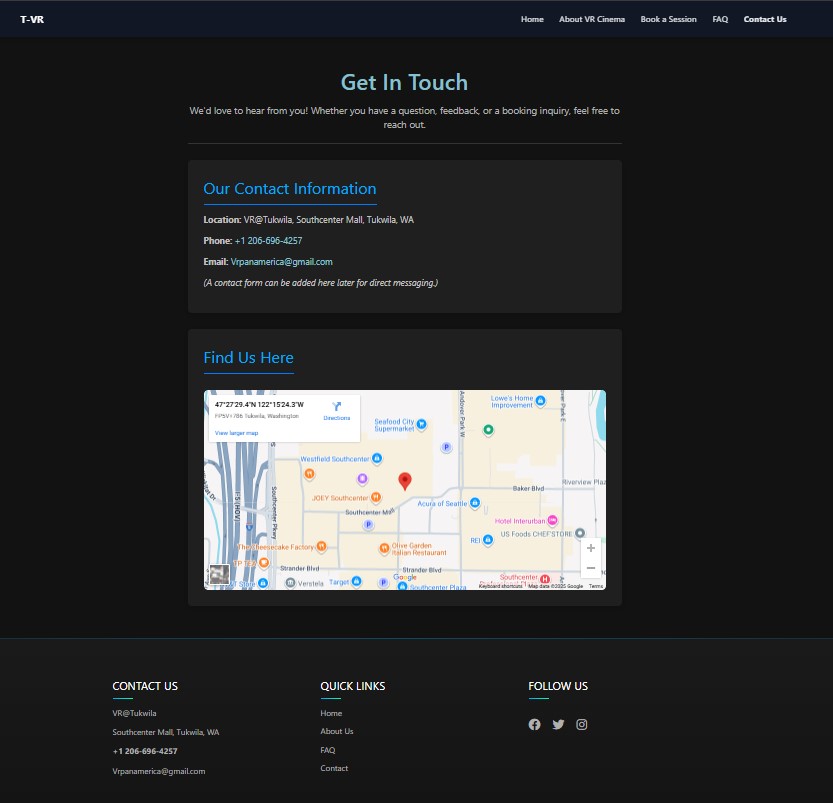 T-VR
Home
About VR Cinema
Book a Session
FAQ
Contact Us
Get In Touch
We'd love to hear from you! Whether you have a question, feedback, or a booking inquiry, feel free to
reach out.
Our Contact Information
Location: VR@Tukwila, Southcenter Mall, Tukwila, WA
Phone: +1 206-696-4257
Email: Vrpanamerica@gmail.com
(A contact form can be added here later for direct messaging.)
Find Us Here
47°27'29.4"N 122°15'24.3"W
Tukwila, Washington
Directions
View larger map
Seafood City
Supermarket
Lowe's Home
Improvement
Andover Park W
Park E
Westfield Southcenter
JOEY Southcenter
Southcenter Pkwy
Southcenter Mall
Acura of Seattle
Baker Blvd
Riverview Plaz
Hotel Interurban
US Foods CHEF'STORE
REI
The Cheesecake Factory
Olive Garden
Italian Restaurant
Strander Blvd
Strander Blvd
Verstela
Target
Google
Southcenter Plaza
Southcenter
Keyboard shortcuts
Map data ©2025 Google
Terms
CONTACT US
VR@Tukwila
Southcenter Mall, Tukwila, WA
+1 206-696-4257
Vrpanamerica@gmail.com
QUICK LINKS
Home
About Us
FAQ
Contact
FOLLOW US